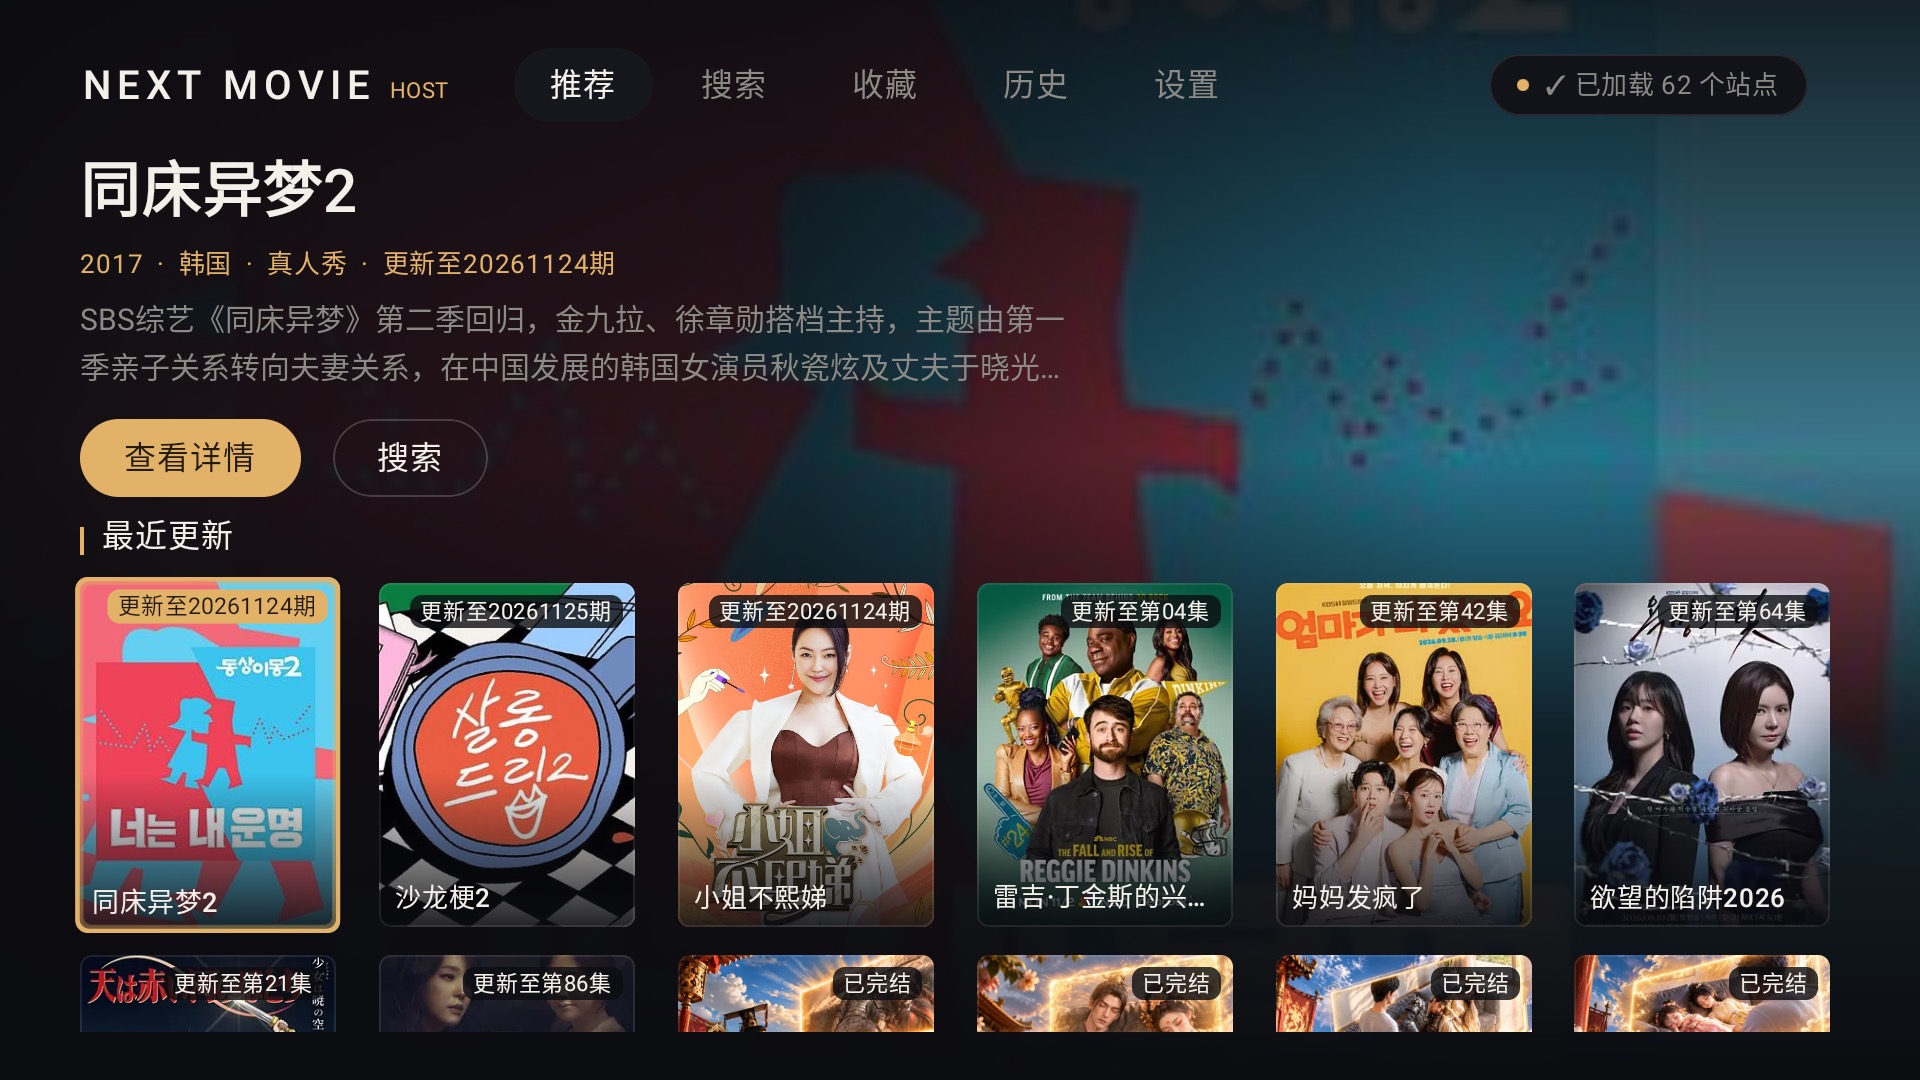 NEXT MOVIE HOST
推荐
搜索
收藏
历史
设置
✓ 已加载 62 个站点
同床异梦2
2017 · 韩国 · 真人秀 · 更新至20261124期
SBS综艺《同床异梦》第二季回归，金九拉、徐章勋搭档主持，主题由第一
季亲子关系转向夫妻关系，在中国发展的韩国女演员秋瓷炫及丈夫于晓光...
查看详情
搜索
最近更新
更新至20261124期
동상이몽2
너는 내 운명
同床异梦2
更新至20261125期
살롱
드립2
沙龙梗2
更新至20261124期
小姐
不熙娣
小姐不熙娣
更新至第04集
#24
THE FALL AND RISE OF
REGGIE DINKINS
雷吉·丁金斯的兴...
更新至第42集
妈妈发疯了
更新至第64集
欲望的陷阱2026
更新至第21集
天は赤
更新至第86集
已完结
已完结
已完结
已完结